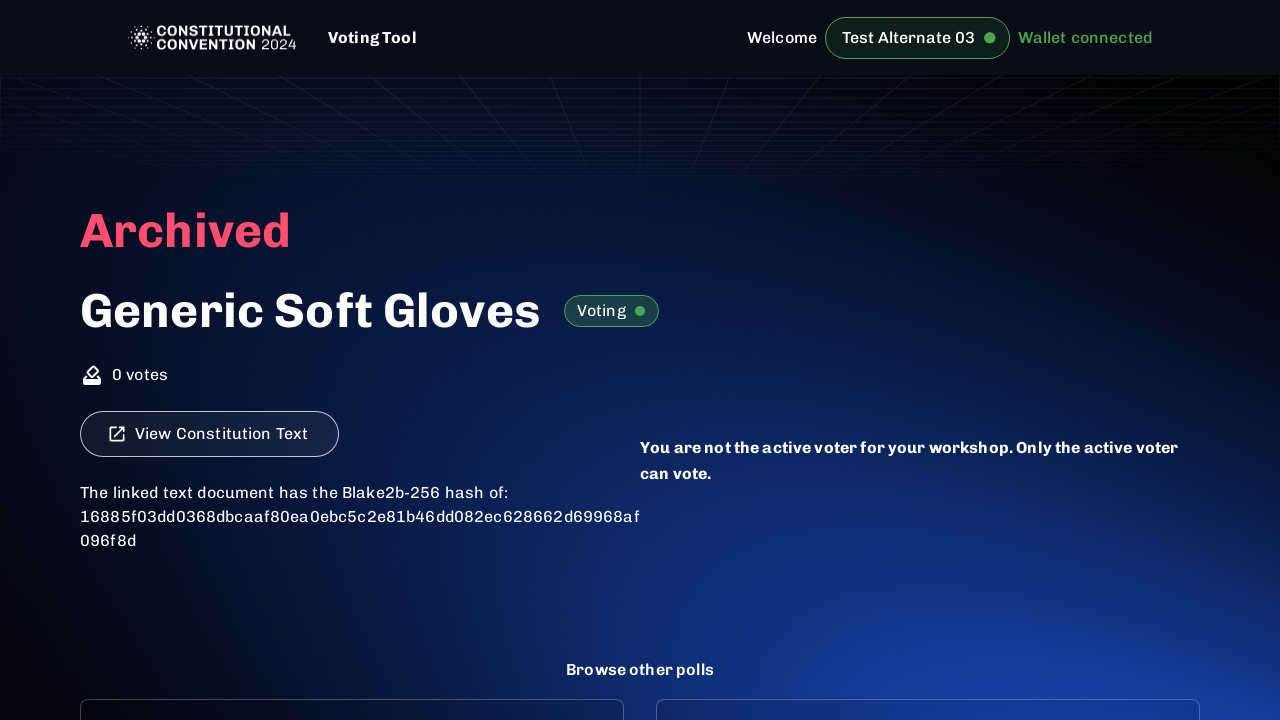 CONSTITUTIONAL
CONVENTION 2024
Voting Tool
Welcome
Test Alternate 03
Wallet connected
Archived
Generic Soft Gloves
Voting
0 votes
View Constitution Text
You are not the active voter for your workshop. Only the active voter
can vote.
The linked text document has the Blake2b-256 hash of:
16885f03dd0368dbcaaf80ea0ebc5c2e81b46dd082ec628662d69968af
096f8d
Browse other polls